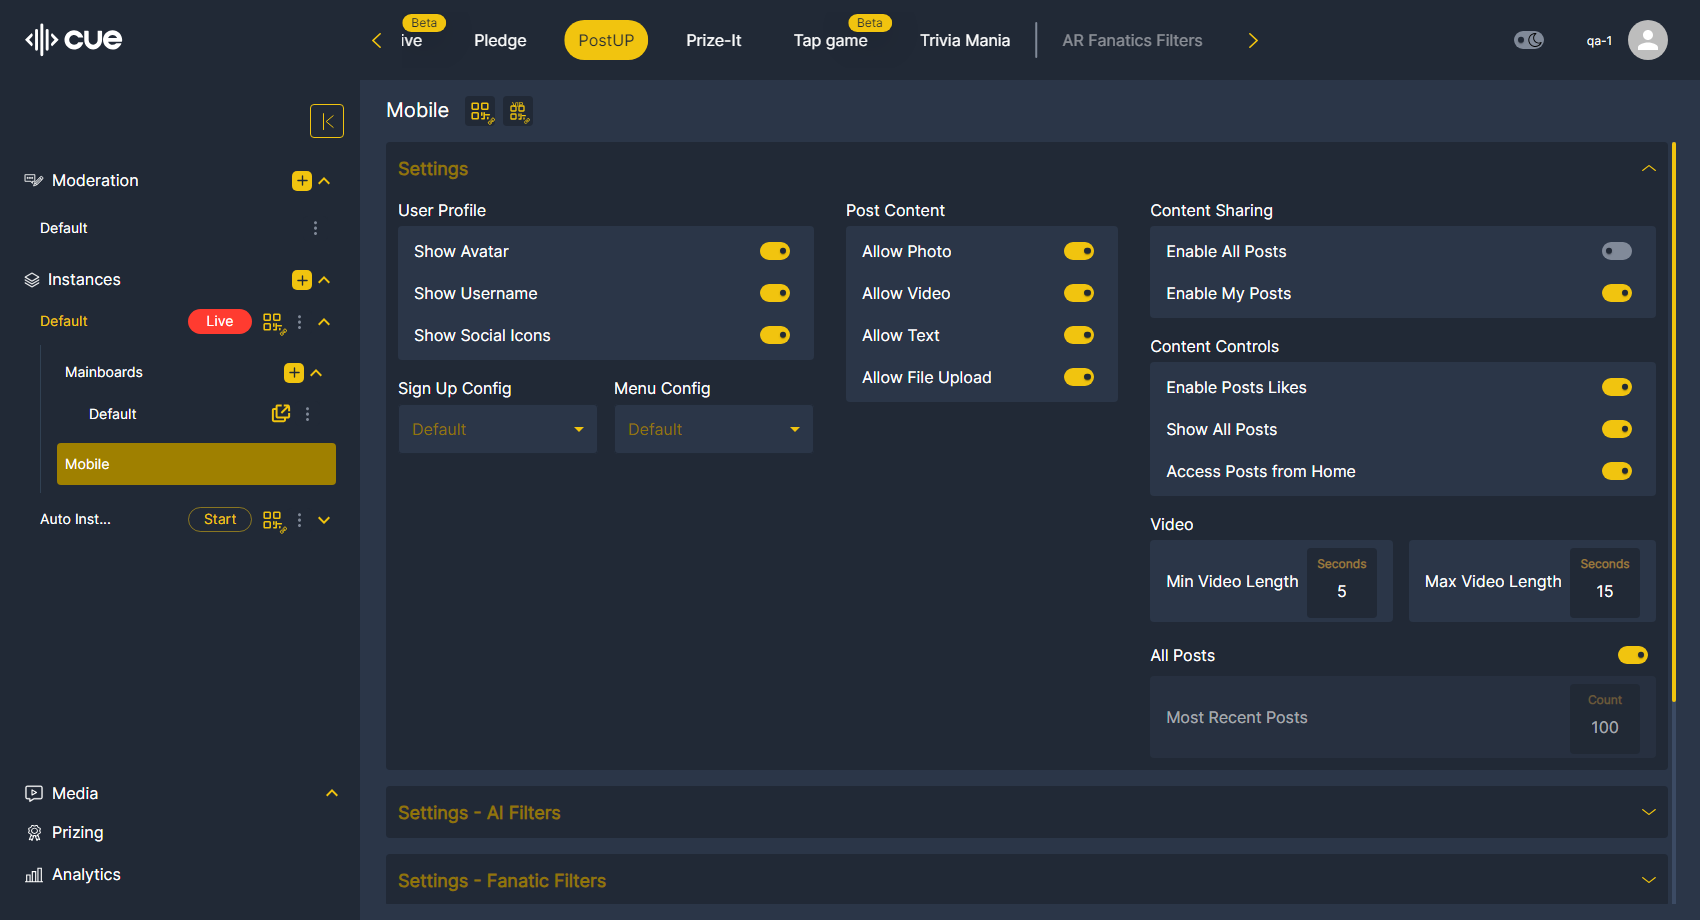 cue
Beta
ive
Pledge
PostUP
Prize-It
Beta
Tap game
Trivia Mania
AR Fanatics Filters
qa-1
Moderation
Default
Instances
Default
Live
Mainboards
Default
Mobile
Auto Inst...
Start
Media
Prizing
Analytics
Mobile
Settings
User Profile
Show Avatar
Show Username
Show Social Icons
Sign Up Config
Default
Menu Config
Default
Post Content
Allow Photo
Allow Video
Allow Text
Allow File Upload
Content Sharing
Enable All Posts
Enable My Posts
Content Controls
Enable Posts Likes
Show All Posts
Access Posts from Home
Video
Min Video Length
Seconds
5
Max Video Length
Seconds
15
All Posts
Most Recent Posts
Count
100
Settings - AI Filters
Settings - Fanatic Filters